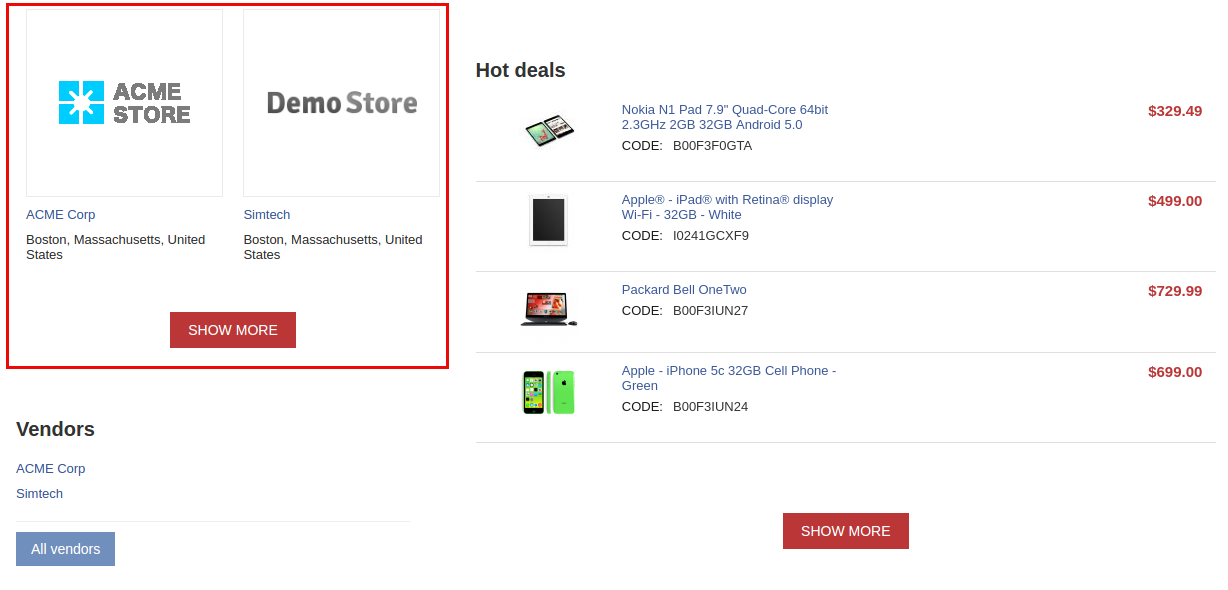 ACME
STORE
Demo Store
ACME Corp
Boston, Massachusetts, United
States
Simtech
Boston, Massachusetts, United
States
SHOW MORE
Vendors
ACME Corp
Simtech
All vendors
Hot deals
Nokia N1 Pad 7.9" Quad-Core 64bit
2.3GHz 2GB 32GB Android 5.0
CODE: B00F3F0GTA
$329.49
Apple® - iPad® with Retina® display
Wi-Fi - 32GB - White
CODE: I0241GCXF9
$499.00
Packard Bell OneTwo
CODE: B00F3IUN27
$729.99
Apple - iPhone 5c 32GB Cell Phone -
Green
CODE: B00F3IUN24
$699.00
SHOW MORE